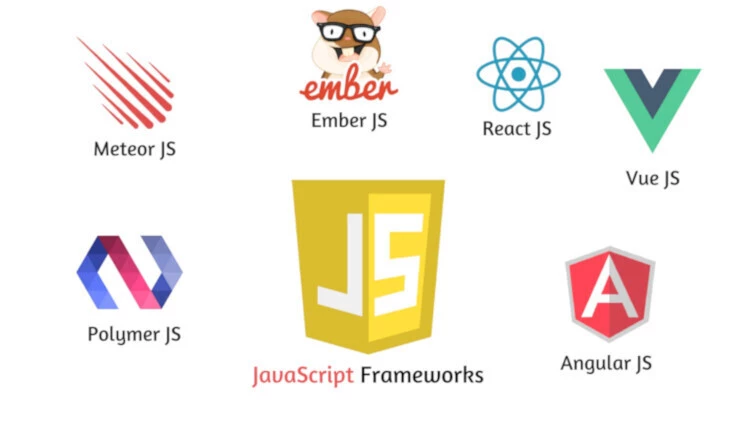 ember
Ember JS
React JS
Meteor JS
Vue JS
JS
Polymer JS
A
Angular JS
JavaScript Frameworks